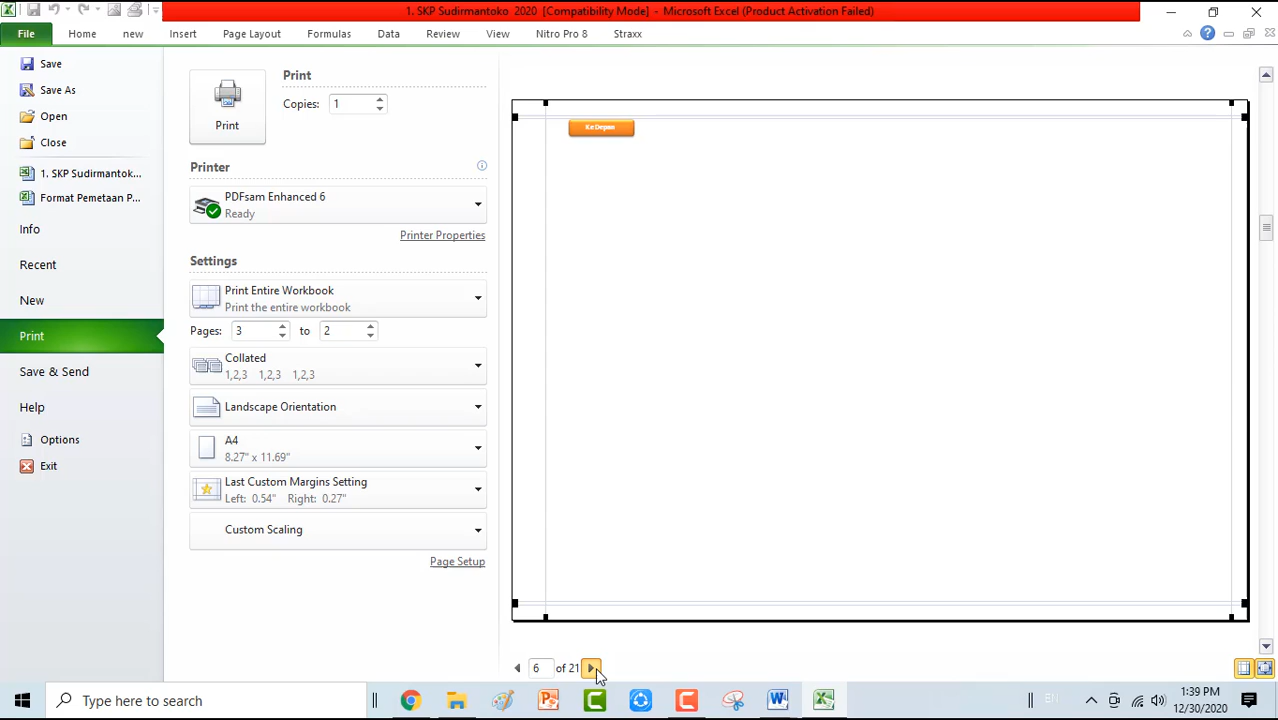 1. SKP Sudirmantoko 2020 [Compatibility Mode] - Microsoft Excel (Product Activation Failed)
File Home new Insert Page Layout Formulas Data Review View Nitro Pro 8 Straxx
Save
Save As
Open
Close
1. SKP Sudirmantok...
Format Pemetaan P...
Info
Recent
New
Print
Save & Send
Help
Options
Exit
Print
Print
Copies: 1
Printer
PDFsam Enhanced 6
Ready
Printer Properties
Settings
Print Entire Workbook
Print the entire workbook
Pages: 3 to 2
Collated
1,2,3 1,2,3 1,2,3
Landscape Orientation
A4
8.27" x 11.69"
Last Custom Margins Setting
Left: 0.54" Right: 0.27"
Custom Scaling
Page Setup
Ke Depan
6 of 21
Type here to search
1:39 PM
12/30/2020